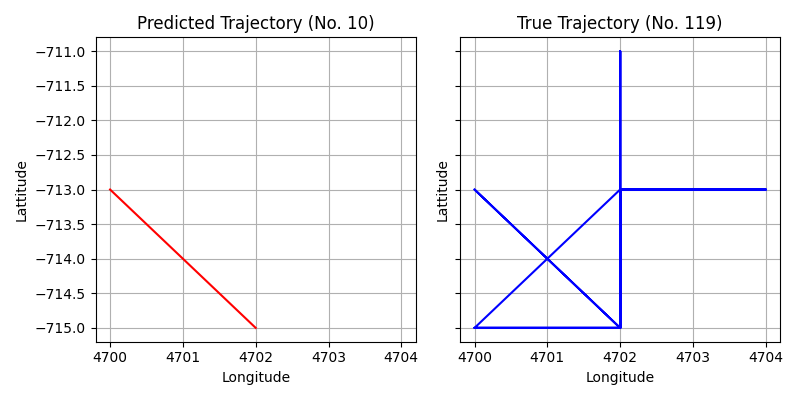 Predicted Trajectory (No. 10)
Lattitude
−711.0
−711.5
−712.0
−712.5
−713.0
−713.5
−714.0
−714.5
−715.0
4700 4701 4702 4703 4704
Longitude
True Trajectory (No. 119)
Lattitude
4700 4701 4702 4703 4704
Longitude